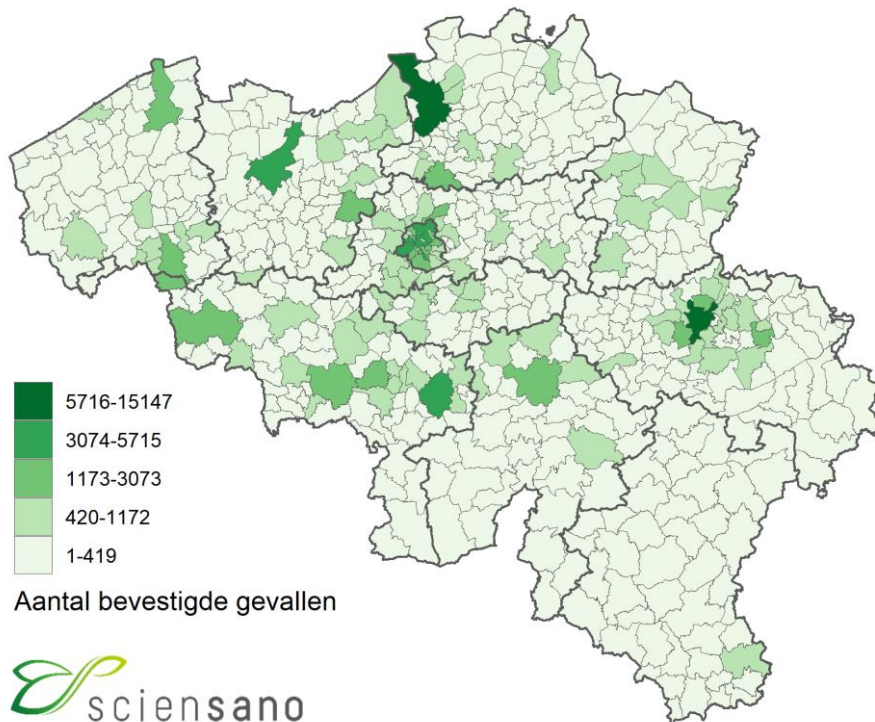 5716-15147
3074-5715
1173-3073
420-1172
1-419
Aantal bevestigde gevallen
sciensano